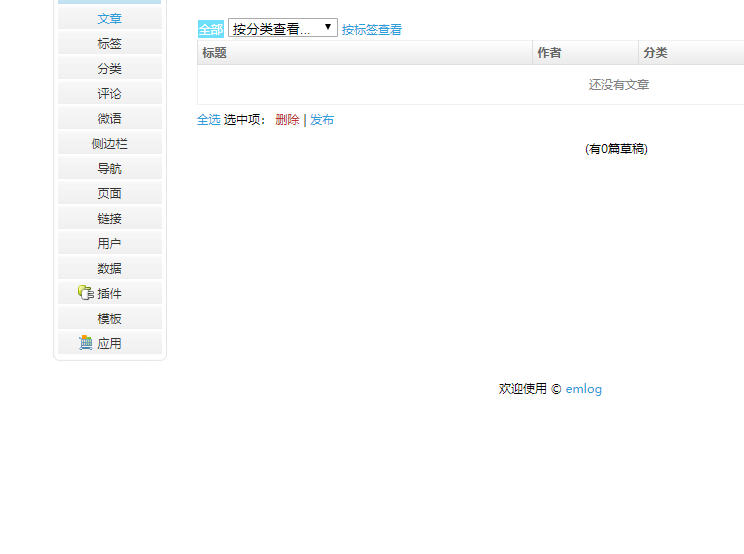 文章
标签
分类
评论
微语
侧边栏
导航
页面
链接
用户
数据
插件
模板
应用
全部 按分类查看... 按标签查看
标题 作者 分类
还没有文章
全选 选中项： 删除 | 发布
(有0篇草稿)
欢迎使用 © emlog